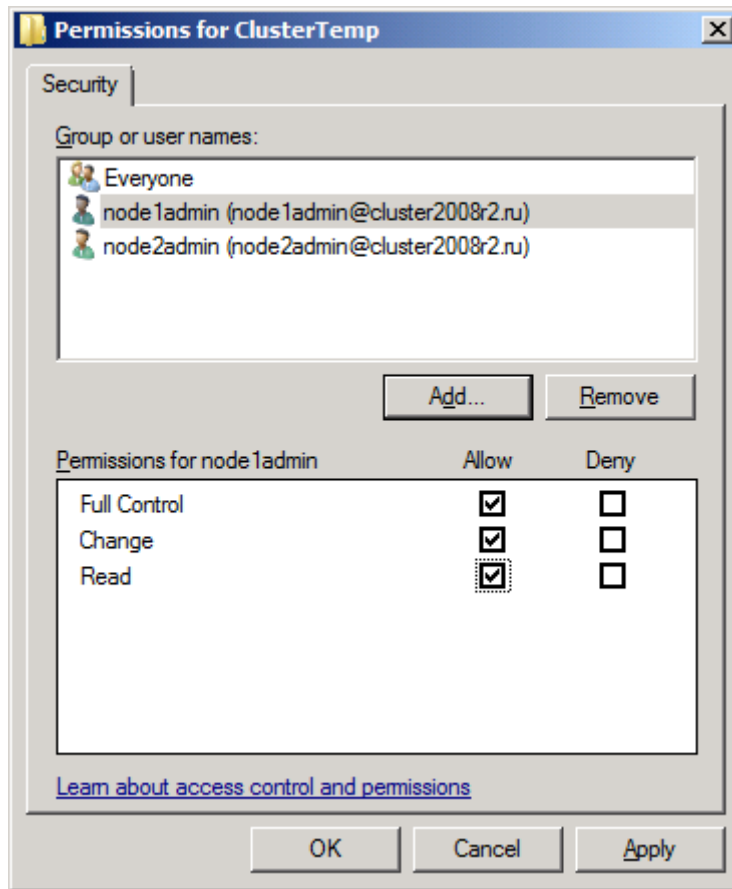 Permissions for ClusterTemp
Security
Group or user names:
Everyone
node1admin (node1admin@cluster2008r2.ru)
node2admin (node2admin@cluster2008r2.ru)
Add... Remove
Permissions for node1admin Allow Deny
Full Control
Change
Read
Learn about access control and permissions
OK Cancel Apply